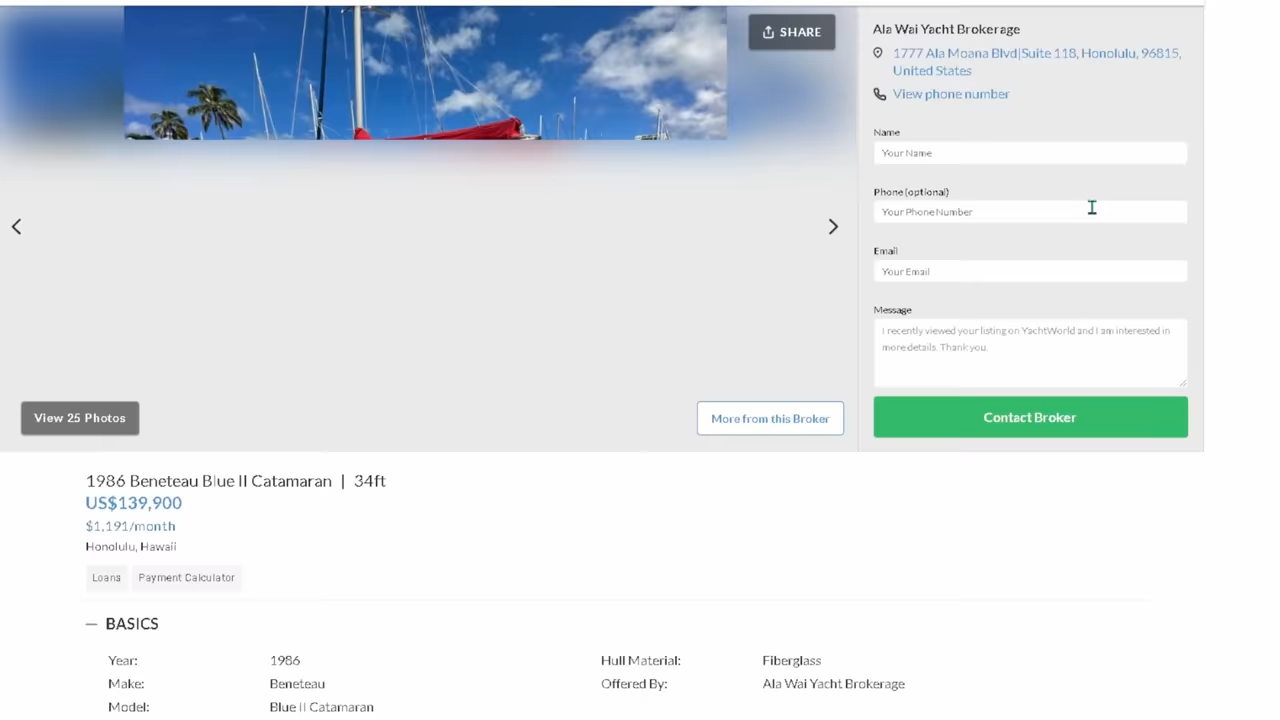 SHARE
Ala Wai Yacht Brokerage
1777 Ala Moana Blvd|Suite 118, Honolulu, 96815,
United States
View phone number
Name
Your Name
Phone (optional)
Your Phone Number
Email
Your Email
Message
I recently viewed your listing on YachtWorld and I am interested in
more details. Thank you.
View 25 Photos
More from this Broker
Contact Broker
1986 Beneteau Blue II Catamaran | 34ft
US$139,900
$1,191/month
Honolulu, Hawaii
Loans Payment Calculator
BASICS
Year: 1986 Hull Material: Fiberglass
Make: Beneteau Offered By: Ala Wai Yacht Brokerage
Model: Blue II Catamaran